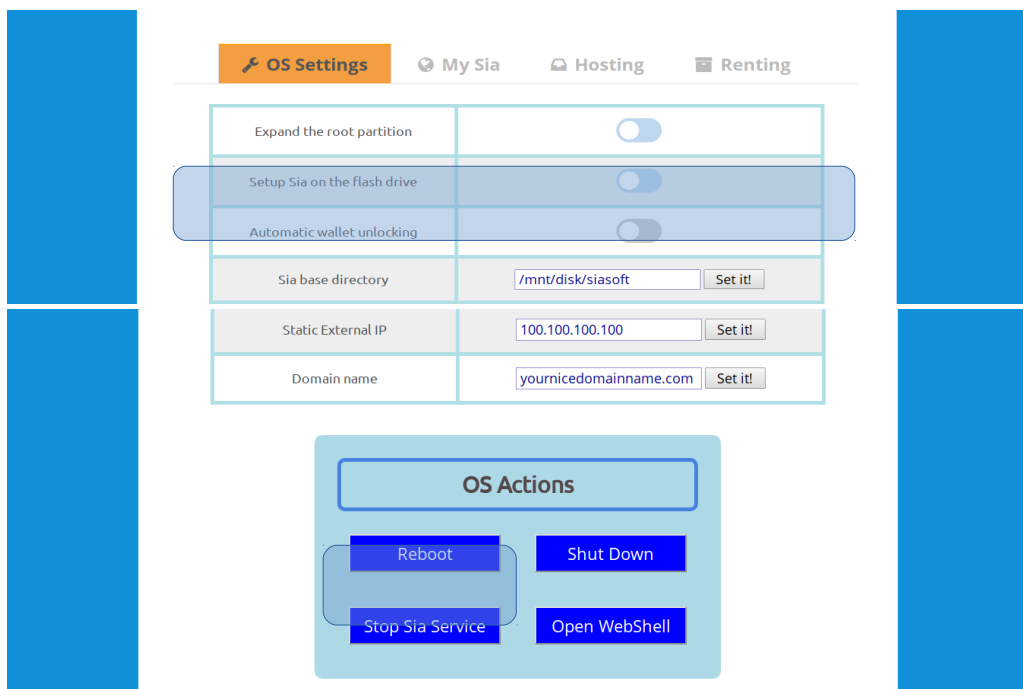 OS Settings My Sia Hosting Renting
Expand the root partition
Setup Sia on the flash drive
Automatic wallet unlocking
Sia base directory /mnt/disk/siasoft Set it!
Static External IP 100.100.100.100 Set it!
Domain name yournicedomainname.com Set it!
OS Actions
Reboot Shut Down
Stop Sia Service Open WebShell